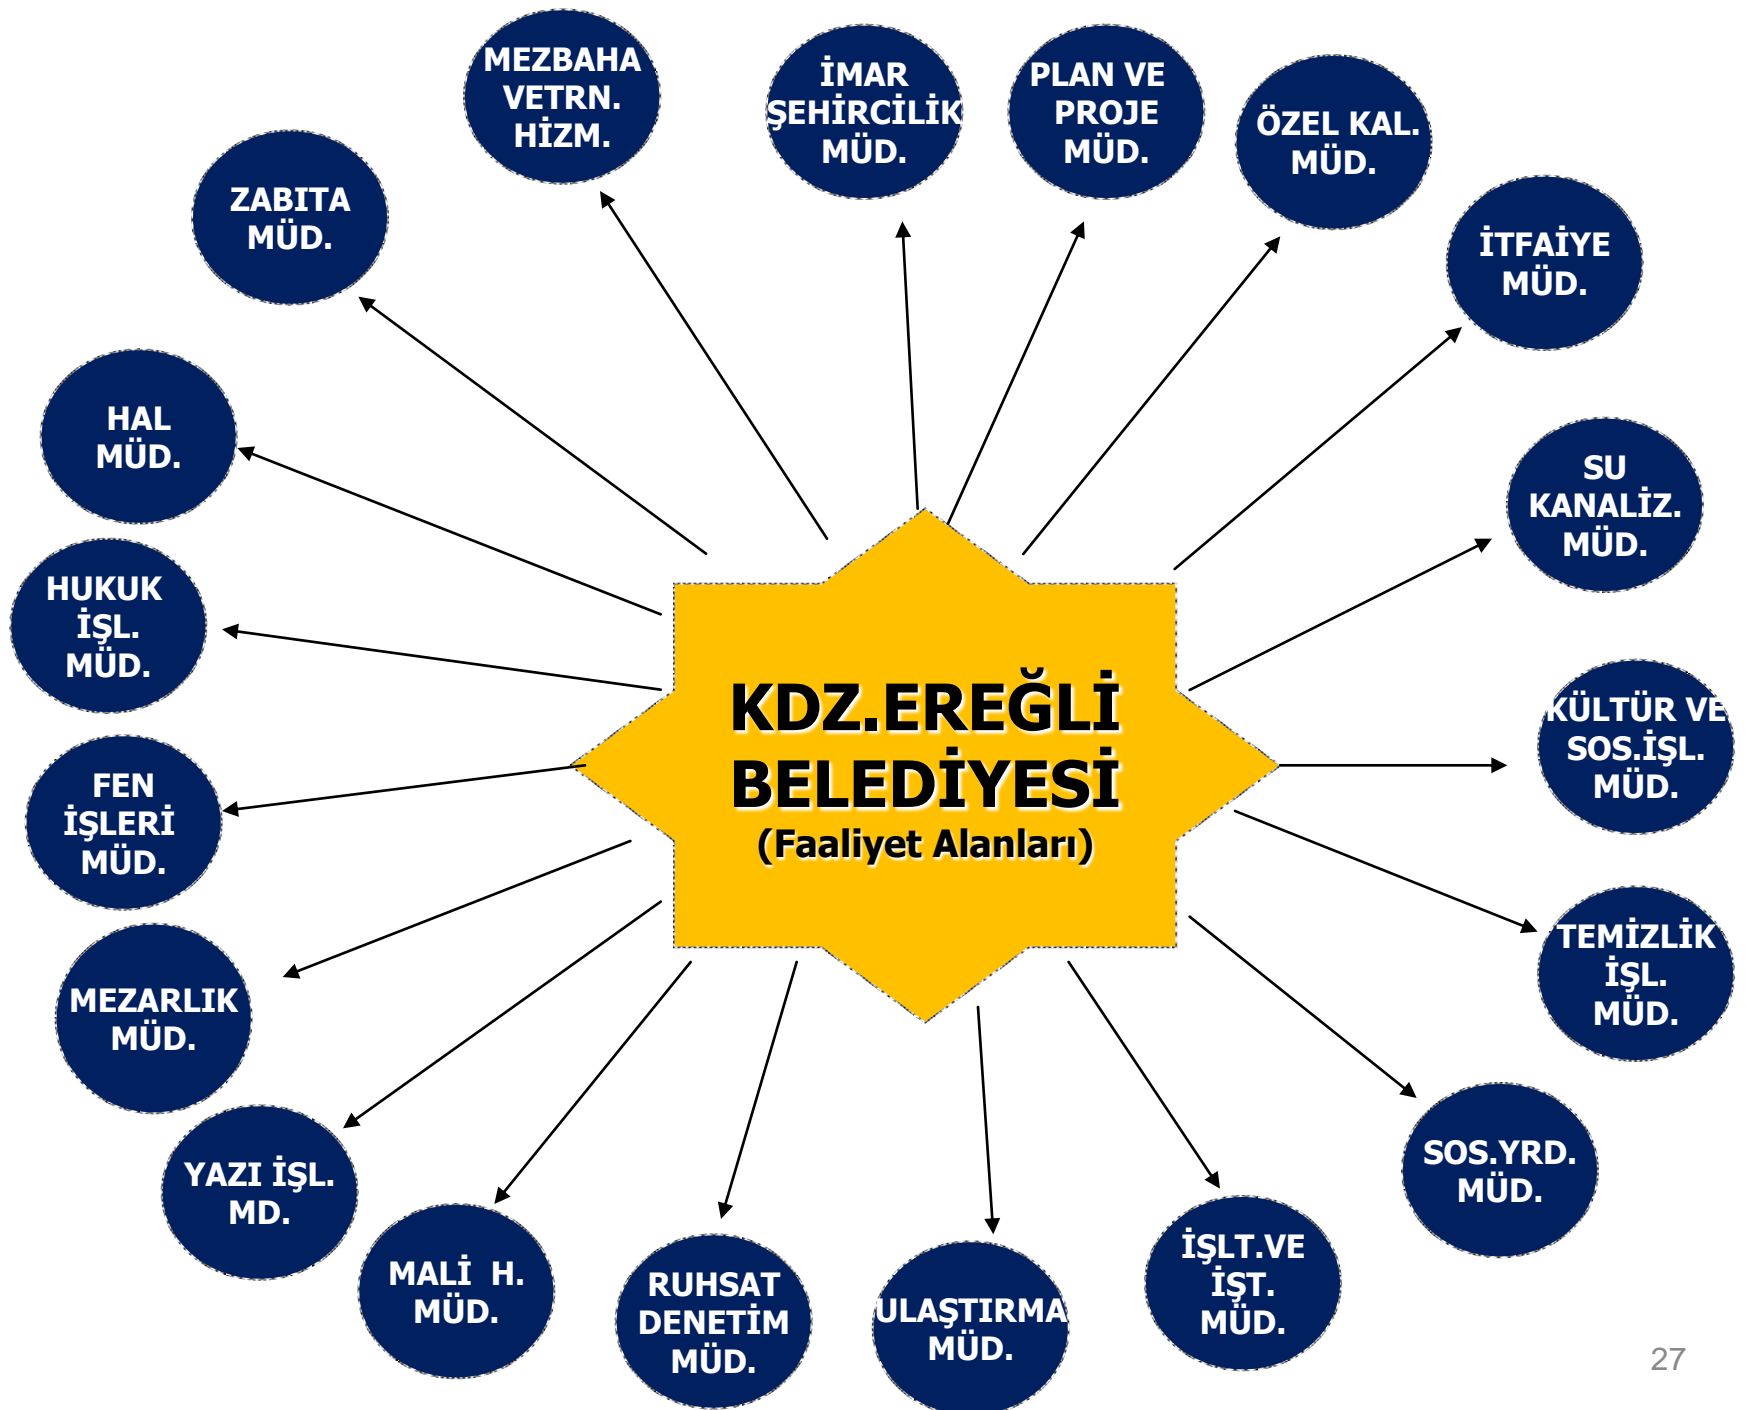 MEZBAHA
VETRN.
HİZM.
İMAR
ŞEHİRCİLİK
MÜD.
PLAN VE
PROJE
MÜD.
ÖZEL KAL.
MÜD.
İTFAİYE
MÜD.
SU
KANALİZ.
MÜD.
KÜLTÜR VE
SOS.İŞL.
MÜD.
TEMİZLİK
İŞL.
MÜD.
SOS.YRD.
MÜD.
İŞLT.VE
İŞT.
MÜD.
ULAŞTIRMA
MÜD.
RUHSAT
DENETİM
MÜD.
MALİ  H.
MÜD.
YAZI İŞL.
MD.
MEZARLIK
MÜD.
FEN
İŞLERİ
MÜD.
HUKUK
İŞL.
MÜD.
HAL
MÜD.
ZABITA
MÜD.
KDZ.EREĞLİ
BELEDİYESİ
(Faaliyet Alanları)
27